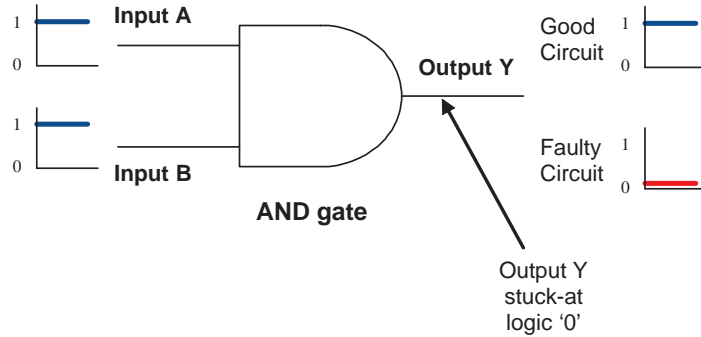 1
0
Input A
1
0
Input B
AND gate
Output Y
Good
Circuit
1
0
Faulty
Circuit
1
0
Output Y
stuck-at
logic ‘0’